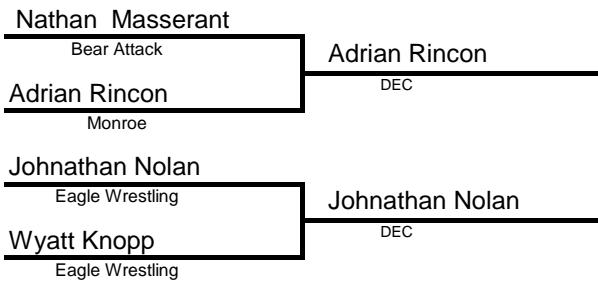 Nathan Masserant
Bear Attack
Adrian Rincon
DEC
Adrian Rincon
Monroe
Johnathan Nolan
Eagle Wrestling
Johnathan Nolan
DEC
Wyatt Knopp
Eagle Wrestling